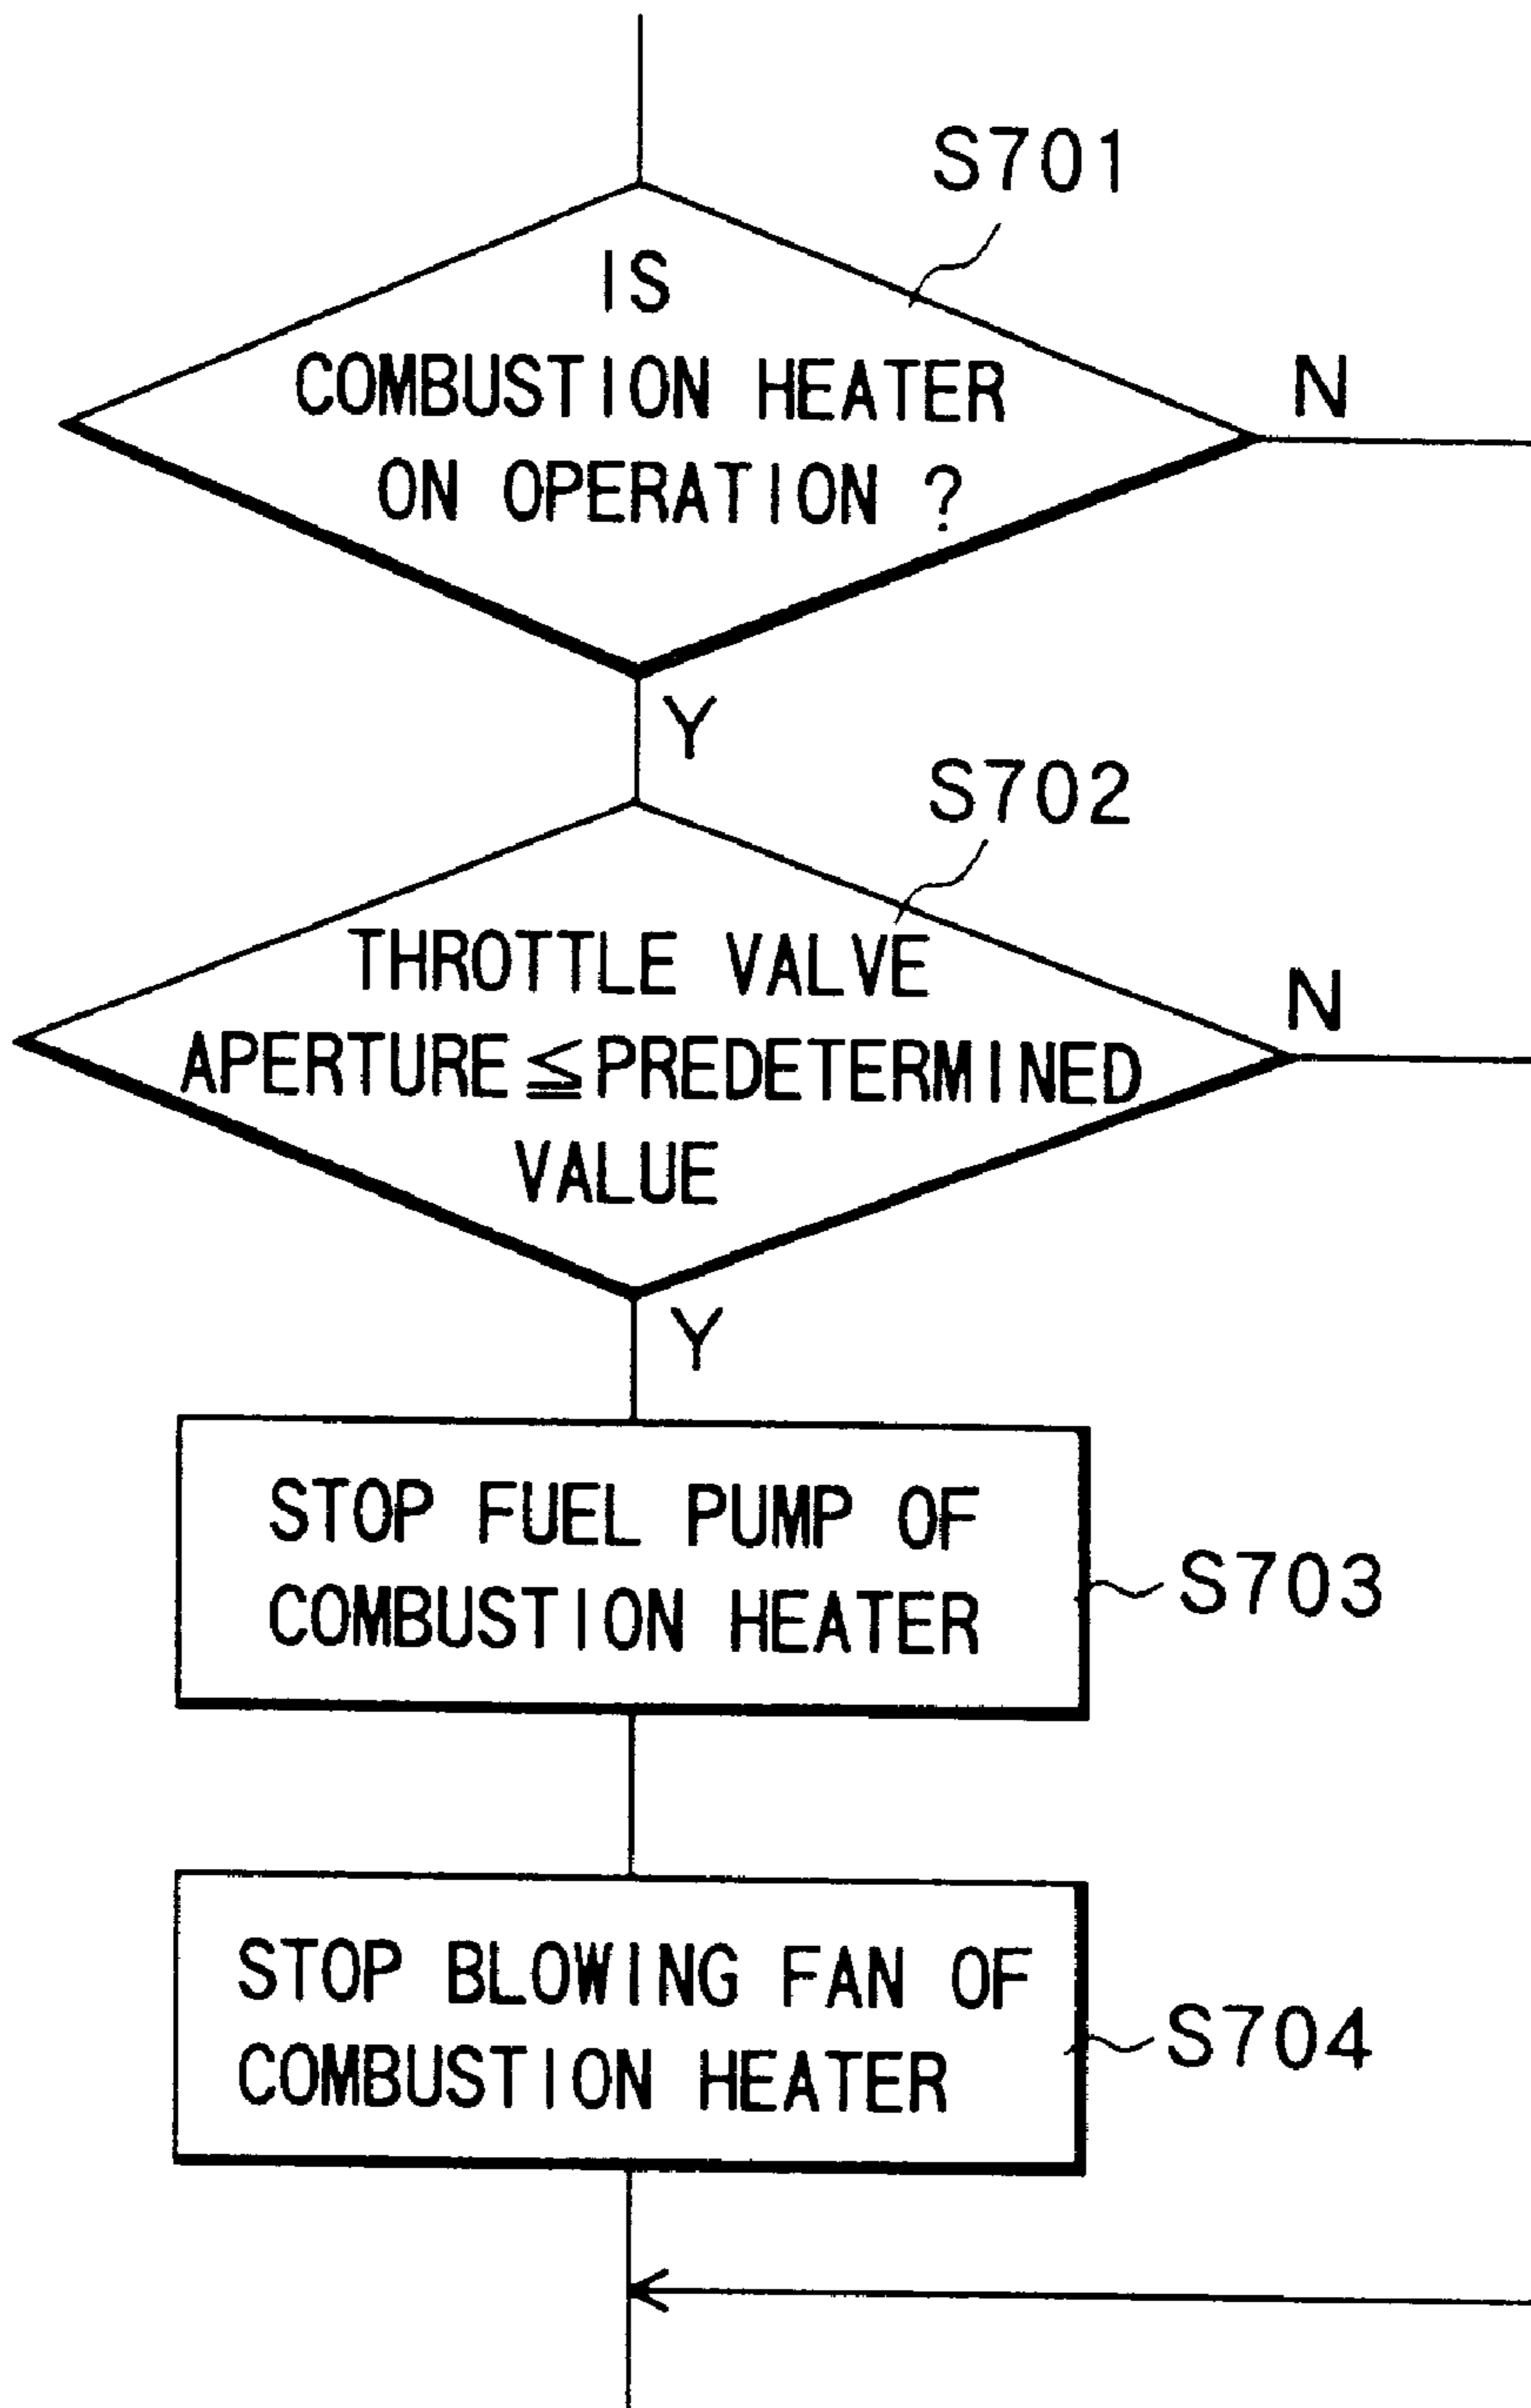 S701
IS
COMBUSTION HEATER
ON OPERATION ?
N
Y
S702
THROTTLE VALVE
APERTURE ≦ PREDETERMINED
VALUE
N
Y
STOP FUEL PUMP OF
COMBUSTION HEATER
S703
STOP BLOWING FAN OF
COMBUSTION HEATER
S704